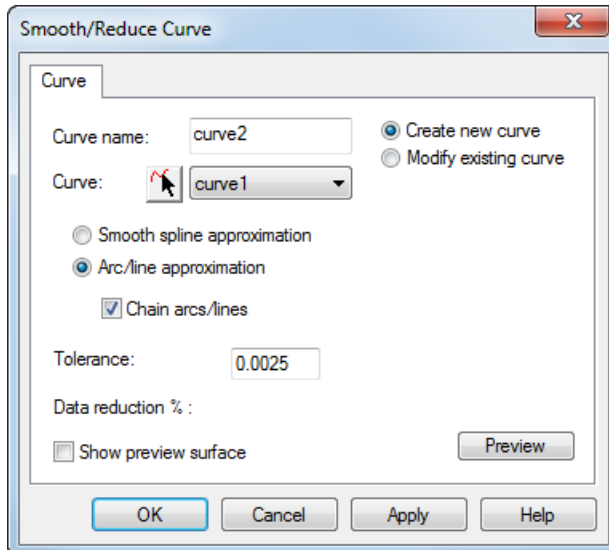 Smooth/Reduce Curve
Curve
Curve name: curve2
Create new curve
Modify existing curve
Curve: curve1
Smooth spline approximation
Arc/line approximation
Chain arcs/lines
Tolerance: 0.0025
Data reduction % :
Show preview surface
Preview
OK Cancel Apply Help